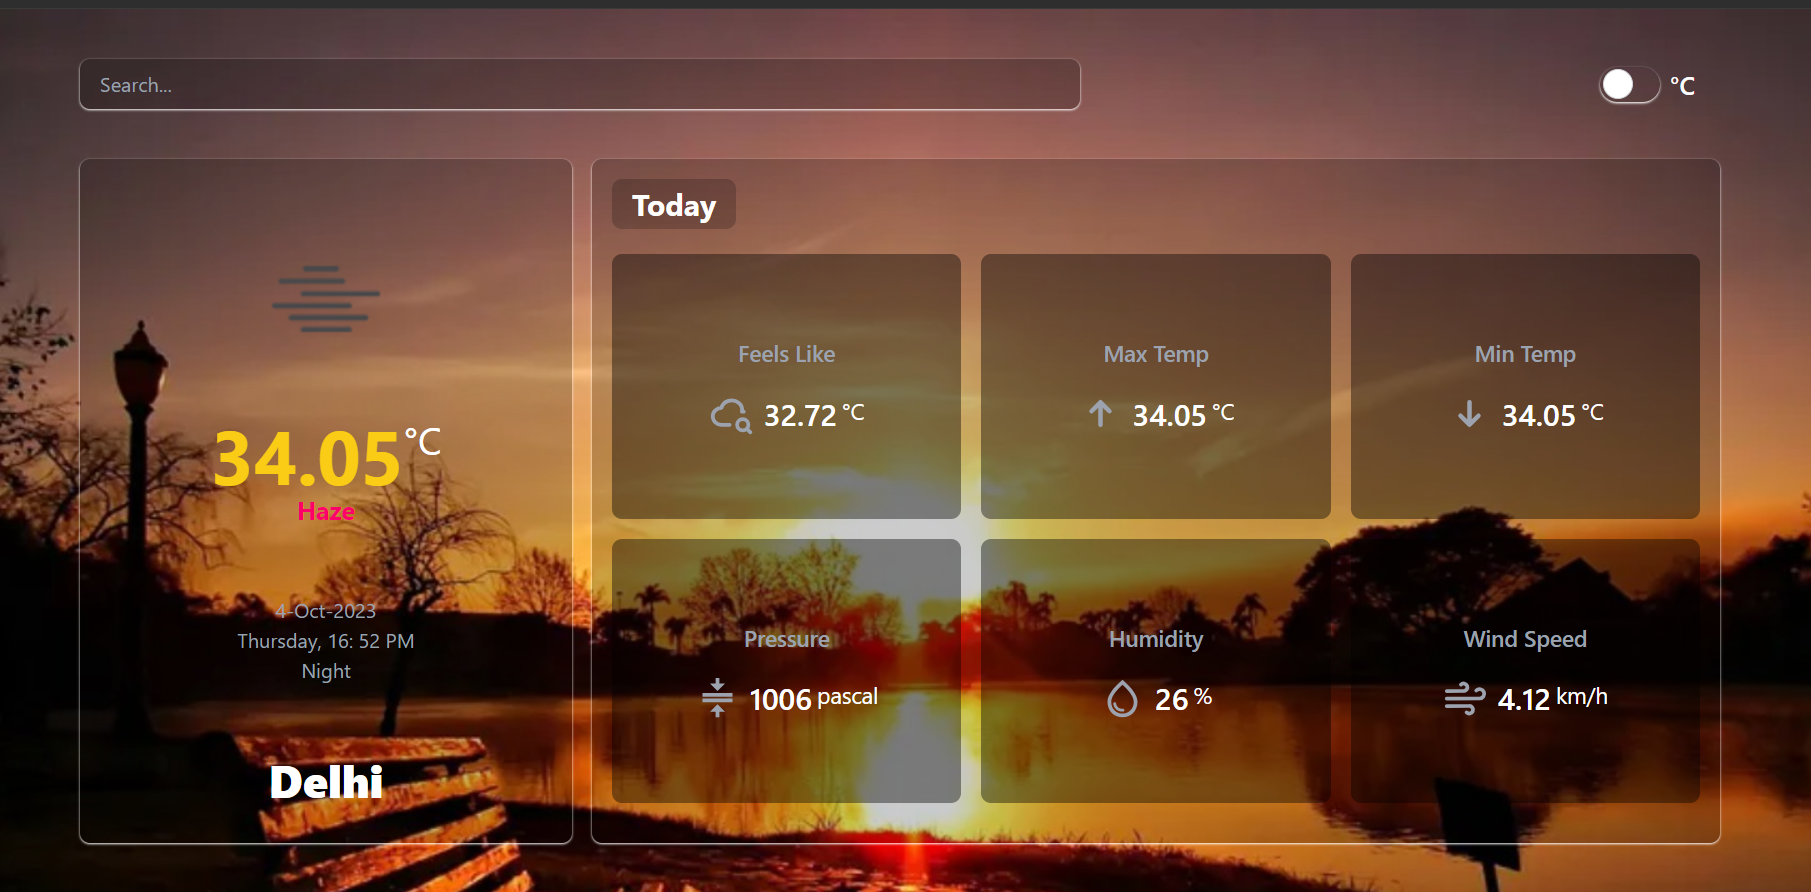 Search...
°C
34.05 °C
Haze
4-Oct-2023
Thursday, 16: 52 PM
Night
Delhi
Today
Feels Like
32.72 °C
Max Temp
34.05 °C
Min Temp
34.05 °C
Pressure
1006 pascal
Humidity
26 %
Wind Speed
4.12 km/h